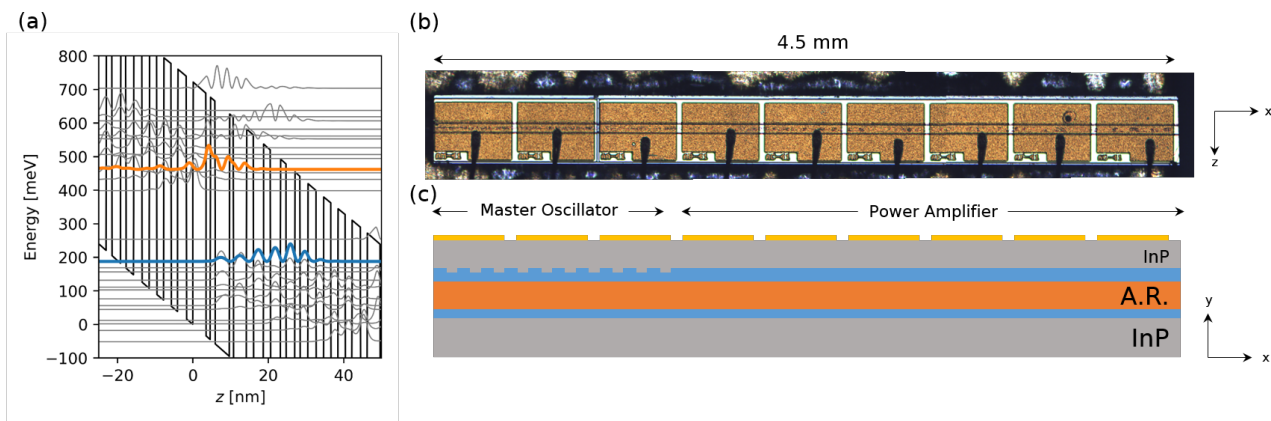 (a)
800
700
600
500
400
300
200
100
0
−100
Energy [meV]
−20
0
20
40
z [nm]
(b)
4.5 mm
x
z
(c)
Master Oscillator
Power Amplifier
InP
A.R.
InP
y
x